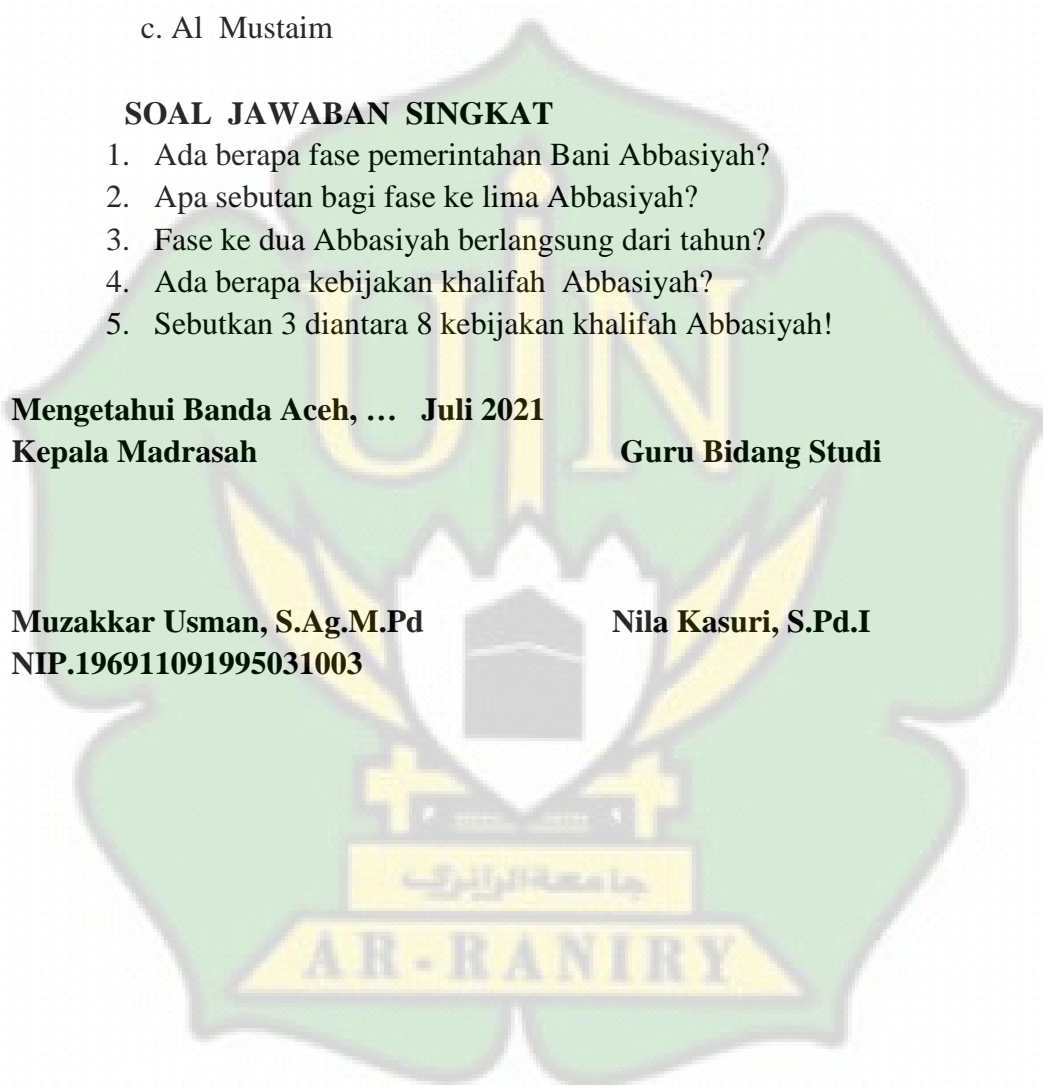 c. Al Mustaim
SOAL JAWABAN SINGKAT
1. Ada berapa fase pemerintahan Bani Abbasiyah?
2. Apa sebutan bagi fase ke lima Abbasiyah?
3. Fase ke dua Abbasiyah berlangsung dari tahun?
4. Ada berapa kebijakan khalifah Abbasiyah?
5. Sebutkan 3 diantara 8 kebijakan khalifah Abbasiyah!
Mengetahui Banda Aceh, … Juli 2021
Kepala Madrasah Guru Bidang Studi
Muzakkar Usman, S.Ag.M.Pd Nila Kasuri, S.Pd.I
NIP.196911091995031003
UIN
جامعة الرانري
AR-RANIRY